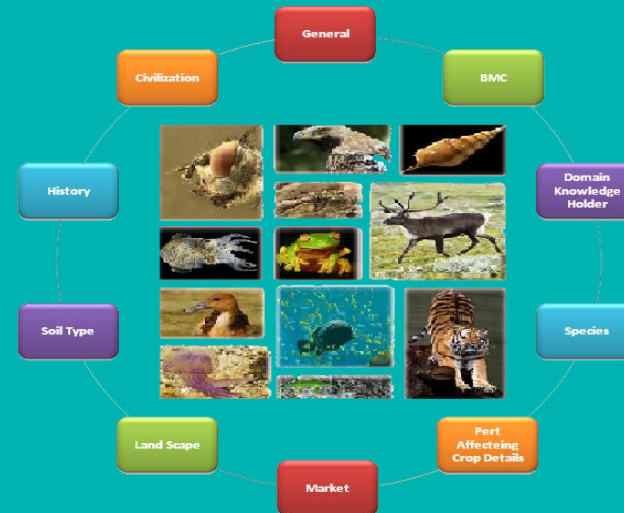 General
BMC
Domain
Knowledge
Holder
Species
Pert
Affecteing
Crop Details
Market
Land Scape
Soil Type
History
Civilization